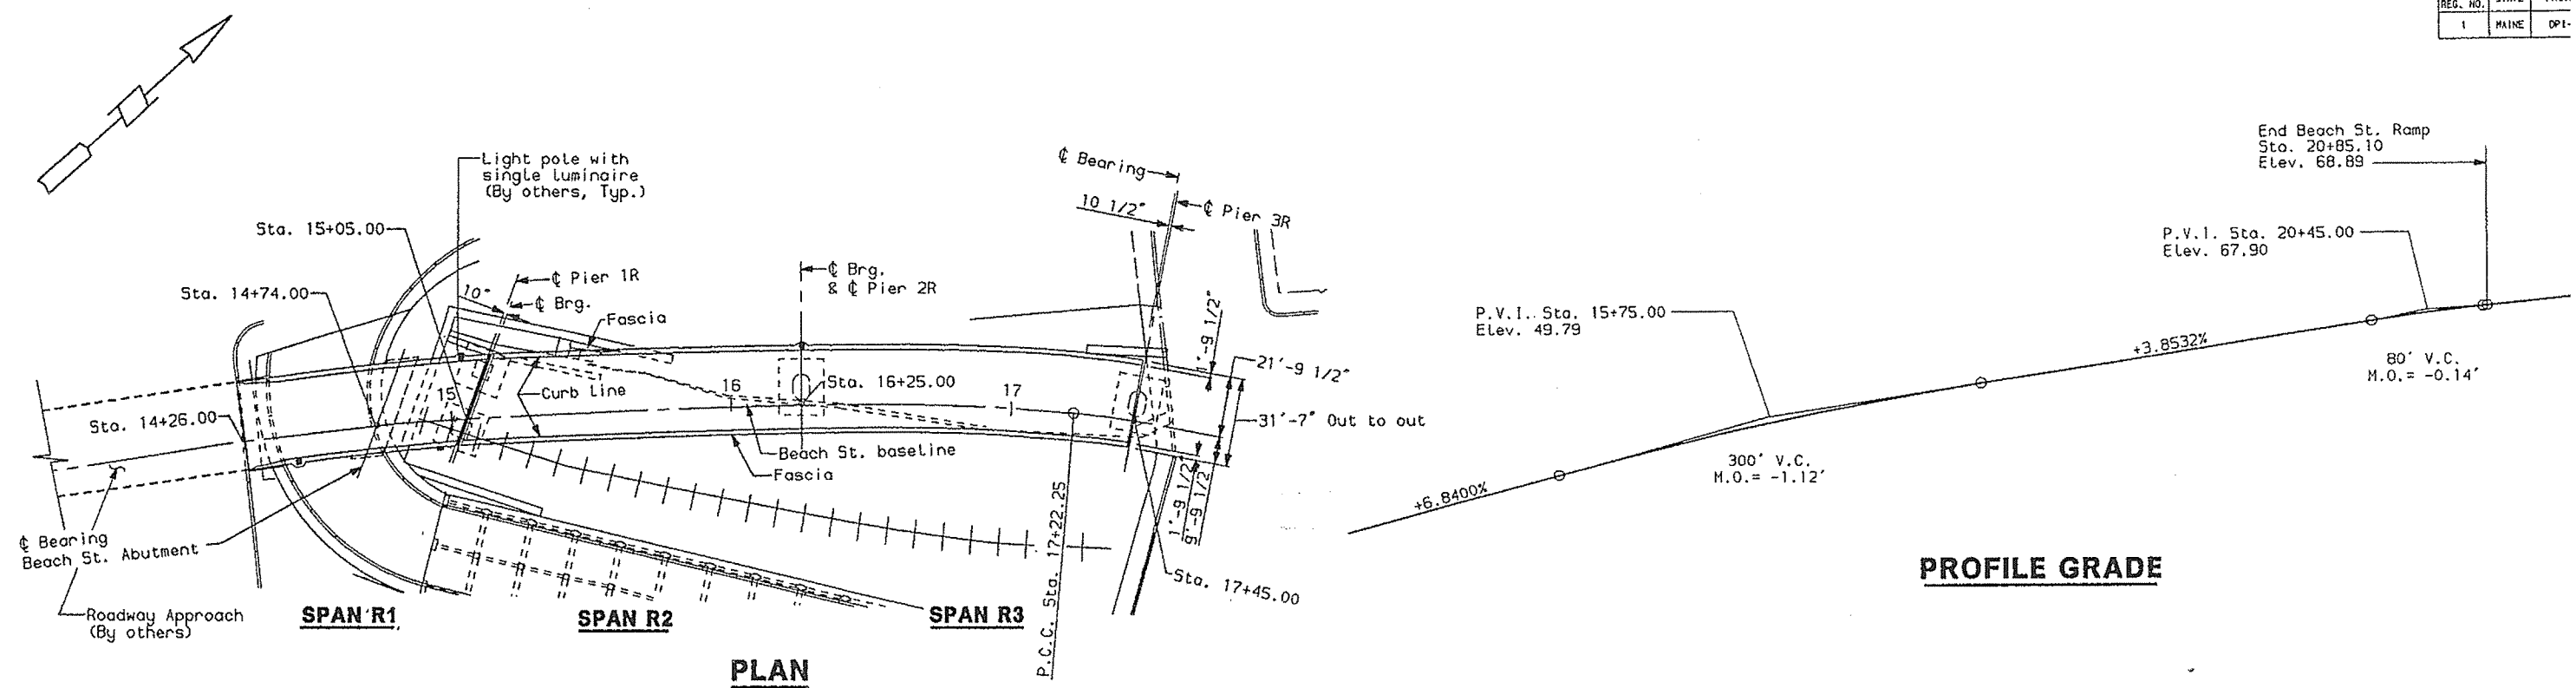 REG. NO.
1 MAINE DPI-
Light pole with
single luminaire
(By others, Typ.)
Sta. 15+05.00
Sta. 14+74.00
10"
℄ Pier 1R
℄ Brg.
Fascia
℄ Brg.
& ℄ Pier 2R
℄ Bearing
10 1/2"
℄ Pier 3R
1'-9 1/2"
21'-9 1/2"
31'-7" Out to out
Sta. 14+26.00
15
Curb Line
16
Sta. 16+25.00
17
Beach St. baseline
Fascia
1'-9 1/2"
9'-9 1/2"
P.C.C. Sta. 17+22.25
Sta. 17+45.00
℄ Bearing
Beach St. Abutment
Roadway Approach
(By others)
SPAN R1
SPAN R2
SPAN R3
PLAN
End Beach St. Ramp
Sta. 20+85.10
Elev. 68.89
P.V.I. Sta. 20+45.00
Elev. 67.90
P.V.I. Sta. 15+75.00
Elev. 49.79
+3.8532%
80' V.C.
M.O.= -0.14'
300' V.C.
M.O.= -1.12'
+6.8400%
PROFILE GRADE